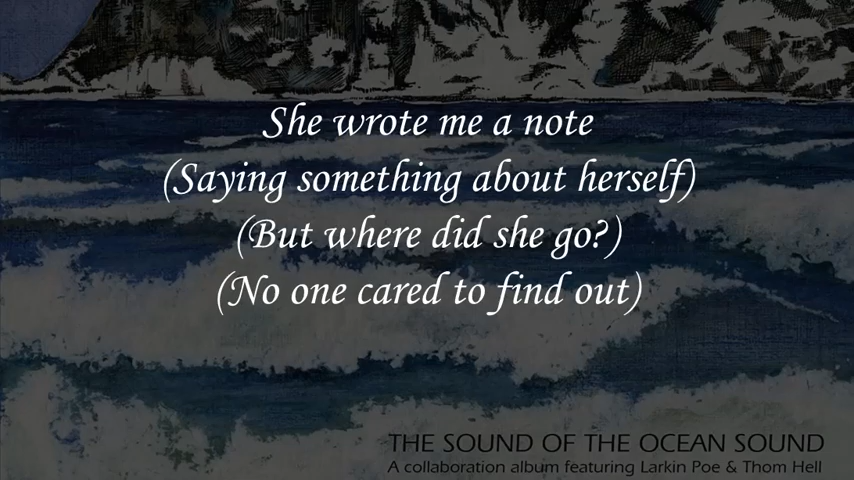 She wrote me a note
(Saying something about herself)
(But where did she go?)
(No one cared to find out)
THE SOUND OF THE OCEAN SOUND
A collaboration album featuring Larkin Poe & Thom Hell